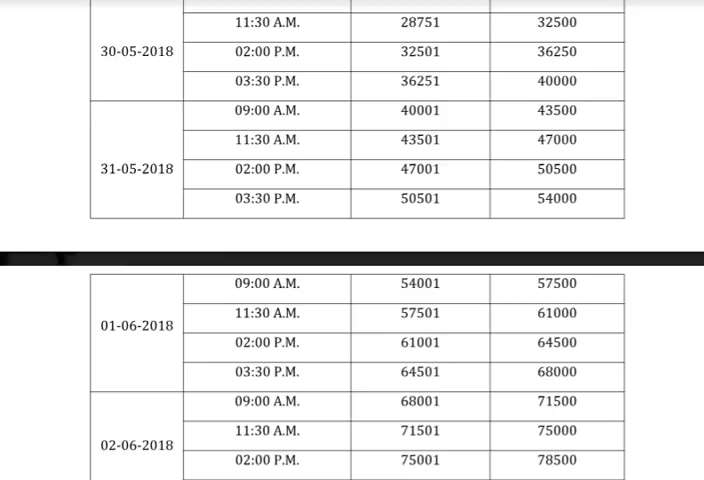 11:30 A.M. 28751 32500
30-05-2018 02:00 P.M. 32501 36250
03:30 P.M. 36251 40000
09:00 A.M. 40001 43500
11:30 A.M. 43501 47000
31-05-2018 02:00 P.M. 47001 50500
03:30 P.M. 50501 54000
09:00 A.M. 54001 57500
11:30 A.M. 57501 61000
01-06-2018
02:00 P.M. 61001 64500
03:30 P.M. 64501 68000
09:00 A.M. 68001 71500
11:30 A.M. 71501 75000
02-06-2018
02:00 P.M. 75001 78500